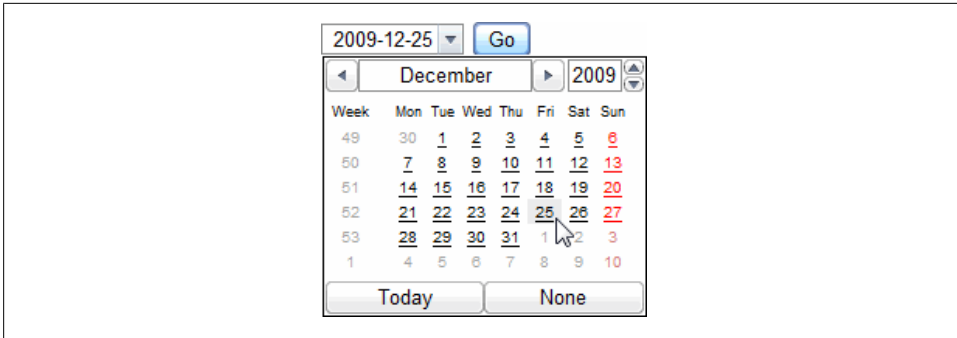 2009-12-25 Go
December 2009
Week Mon Tue Wed Thu Fri Sat Sun
49 30 1 2 3 4 5 6
50 7 8 9 10 11 12 13
51 14 15 16 17 18 19 20
52 21 22 23 24 25 26 27
53 28 29 30 31 1 2 3
1 4 5 6 7 8 9 10
Today None